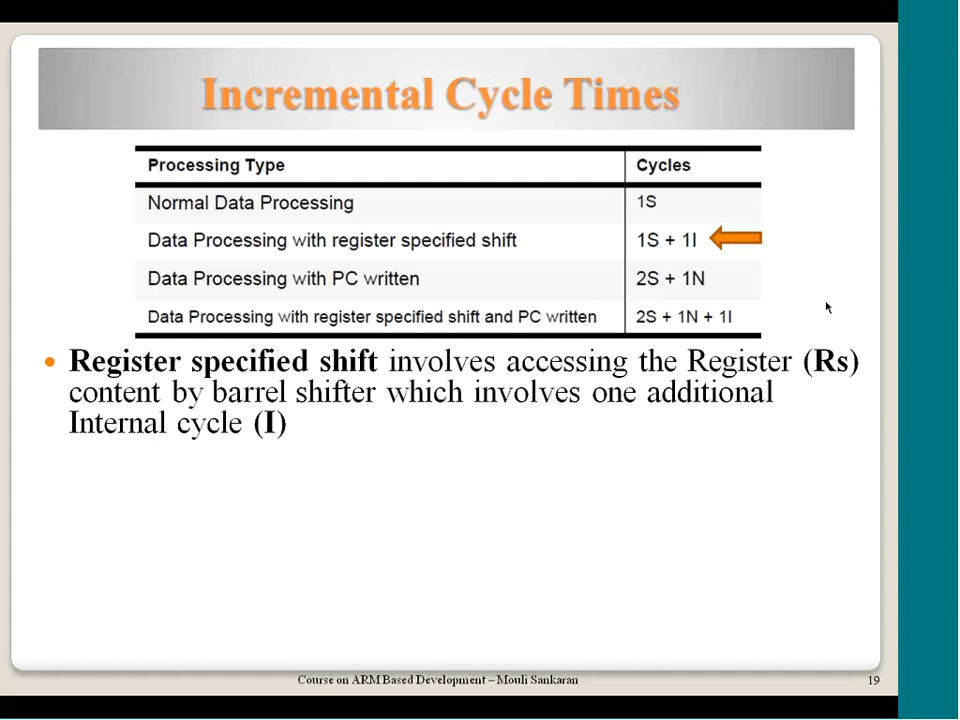 Incremental Cycle Times
Processing Type Cycles
Normal Data Processing 1S
Data Processing with register specified shift 1S + 1I
Data Processing with PC written 2S + 1N
Data Processing with register specified shift and PC written 2S + 1N + 1I
• Register specified shift involves accessing the Register (Rs)
content by barrel shifter which involves one additional
Internal cycle (I)
Course on ARM Based Development – Mouli Sankaran 19